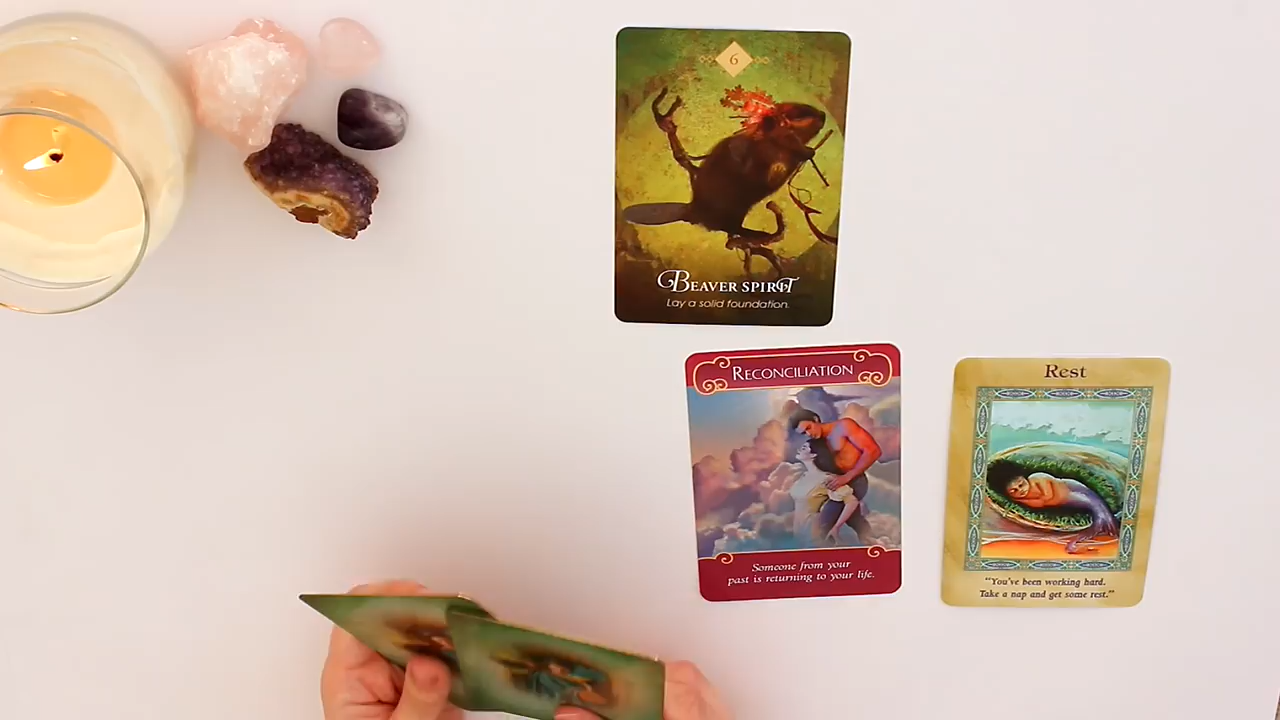 6
BEAVER SPIRIT
Lay a solid foundation.
RECONCILIATION
Someone from your
past is returning to your life.
Rest
"You've been working hard.
Take a nap and get some rest."